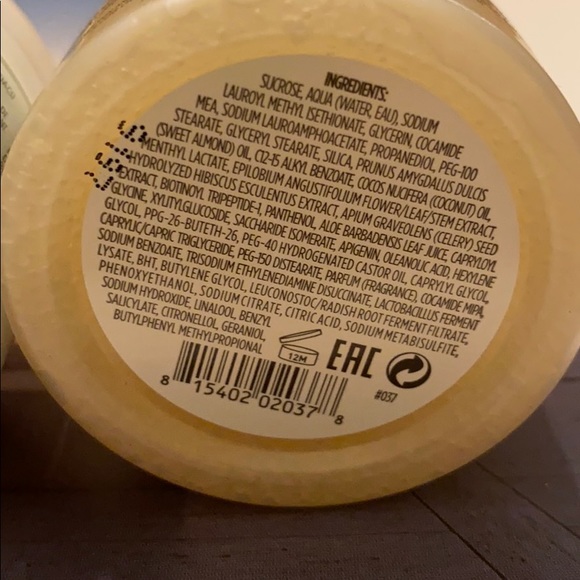 INGREDIENTS:
SUCROSE, AQUA (WATER, EAU), SODIUM
LAUROYL METHYL ISETHIONATE, GLYCERIN, COCAMIDE
MEA, SODIUM LAUROAMPHOACETATE, PROPANEDIOL, PEG-100
STEARATE, GLYCERYL STEARATE, SILICA, PRUNUS AMYGDALUS DULCIS
(SWEET ALMOND) OIL, C12-15 ALKYL BENZOATE, COCOS NUCIFERA (COCONUT) OIL,
MENTHYL LACTATE, EPILOBIUM ANGUSTIFOLIUM FLOWER/LEAF/STEM EXTRACT,
HYDROLYZED HIBISCUS ESCULENTUS EXTRACT, APIUM GRAVEOLENS (CELERY) SEED
EXTRACT, BIOTINOYL TRIPEPTIDE-1, PANTHENOL, ALOE BARBADENSIS LEAF JUICE, CAPRYLOYL
GLYCINE, XYLITYLGLUCOSIDE, SACCHARIDE ISOMERATE, APIGENIN, OLEANOLIC ACID, HEXYLENE
GLYCOL, PPG-26-BUTETH-26, PEG-40 HYDROGENATED CASTOR OIL, CAPRYLYL GLYCOL,
CAPRYLIC/CAPRIC TRIGLYCERIDE, PEG-150 DISTEARATE, PARFUM (FRAGRANCE), COCAMIDE MIPA,
SODIUM BENZOATE, TRISODIUM ETHYLENEDIAMINE DISUCCINATE, LACTOBACILLUS FERMENT
LYSATE, BHT, BUTYLENE GLYCOL, LEUCONOSTOC/RADISH ROOT FERMENT FILTRATE,
PHENOXYETHANOL, SODIUM CITRATE, CITRIC ACID, SODIUM METABISULFITE,
SODIUM HYDROXIDE, LINALOOL, BENZYL
SALICYLATE, CITRONELLOL, GERANIOL,
BUTYLPHENYL METHYLPROPIONAL
12M
EAC
#037
8 15402 02037 8